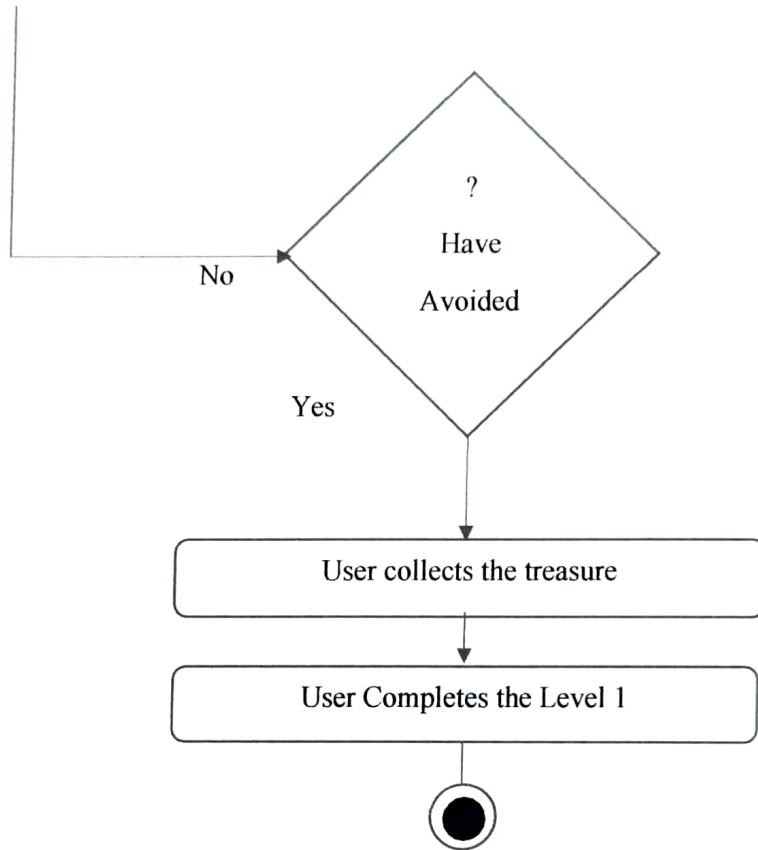 ?
Have
No
Avoided
Yes
User collects the treasure
User Completes the Level 1